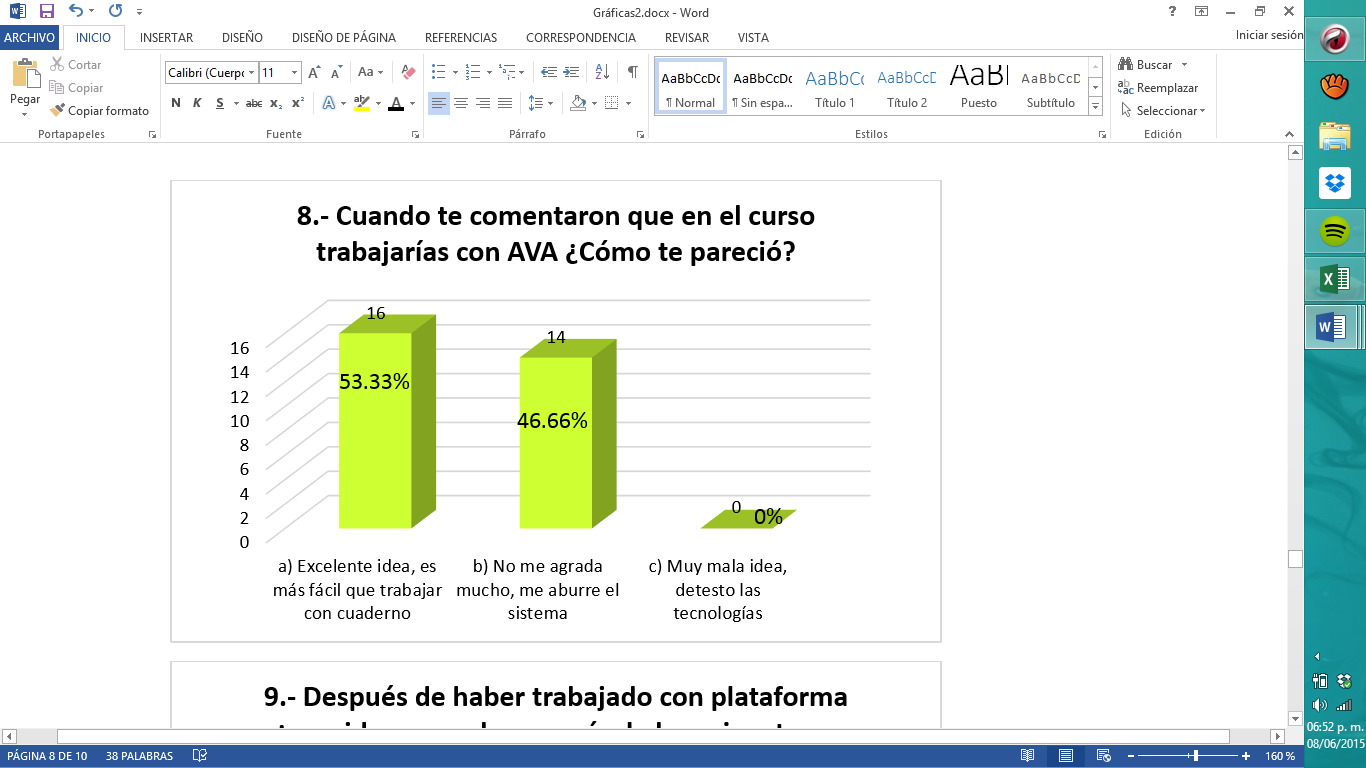 Gráficas2.docx - Word
ARCHIVO INICIO INSERTAR DISEÑO DISEÑO DE PÁGINA REFERENCIAS CORRESPONDENCIA REVISAR VISTA Iniciar sesión
Pegar
Cortar
Copiar
Copiar formato
Portapapeles
Calibri (Cuerpo 11
N K S abc x₂ x²
Fuente
Párrafo
AaBbCcDc AaBbCcDc AaBbCc AaBbCcD AaBb AaBbCcD
¶ Normal ¶ Sin espa... Título 1 Título 2 Puesto Subtítulo
Estilos
Buscar
Reemplazar
Seleccionar
Edición
8.- Cuando te comentaron que en el curso
trabajarías con AVA ¿Cómo te pareció?
16
14
12
10
8
6
4
2
0
16
53.33%
14
46.66%
0
0%
a) Excelente idea, es
más fácil que trabajar
con cuaderno
b) No me agrada
mucho, me aburre el
sistema
c) Muy mala idea,
detesto las
tecnologías
9.- Después de haber trabajado con plataforma
PÁGINA 8 DE 10 38 PALABRAS 160 %
06:52 p. m.
08/06/2015